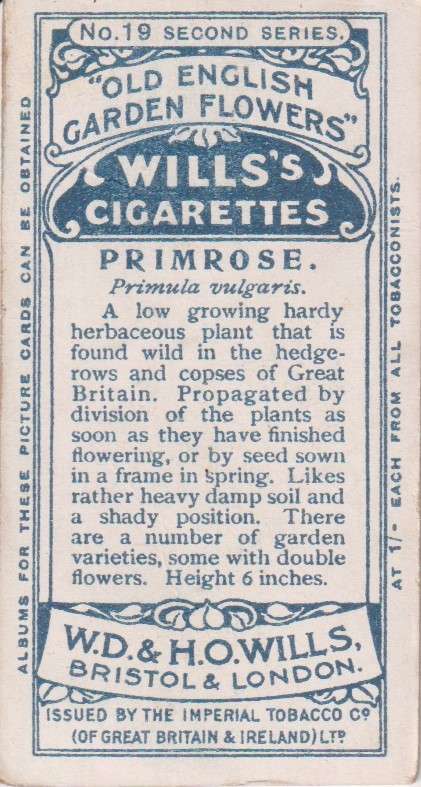 No. 19 SECOND SERIES.
"OLD ENGLISH
GARDEN FLOWERS"
WILLS'S
CIGARETTES
PRIMROSE.
Primula vulgaris.
A low growing hardy
herbaceous plant that is
found wild in the hedge-
rows and copses of Great
Britain. Propagated by
division of the plants as
soon as they have finished
flowering, or by seed sown
in a frame in spring. Likes
rather heavy damp soil and
a shady position. There
are a number of garden
varieties, some with double
flowers. Height 6 inches.
W.D. & H.O. WILLS,
BRISTOL & LONDON.
ISSUED BY THE IMPERIAL TOBACCO Co
(OF GREAT BRITAIN & IRELAND) LTD
ALBUMS FOR THESE PICTURE CARDS CAN BE OBTAINED
AT 1/- EACH FROM ALL TOBACCONISTS.